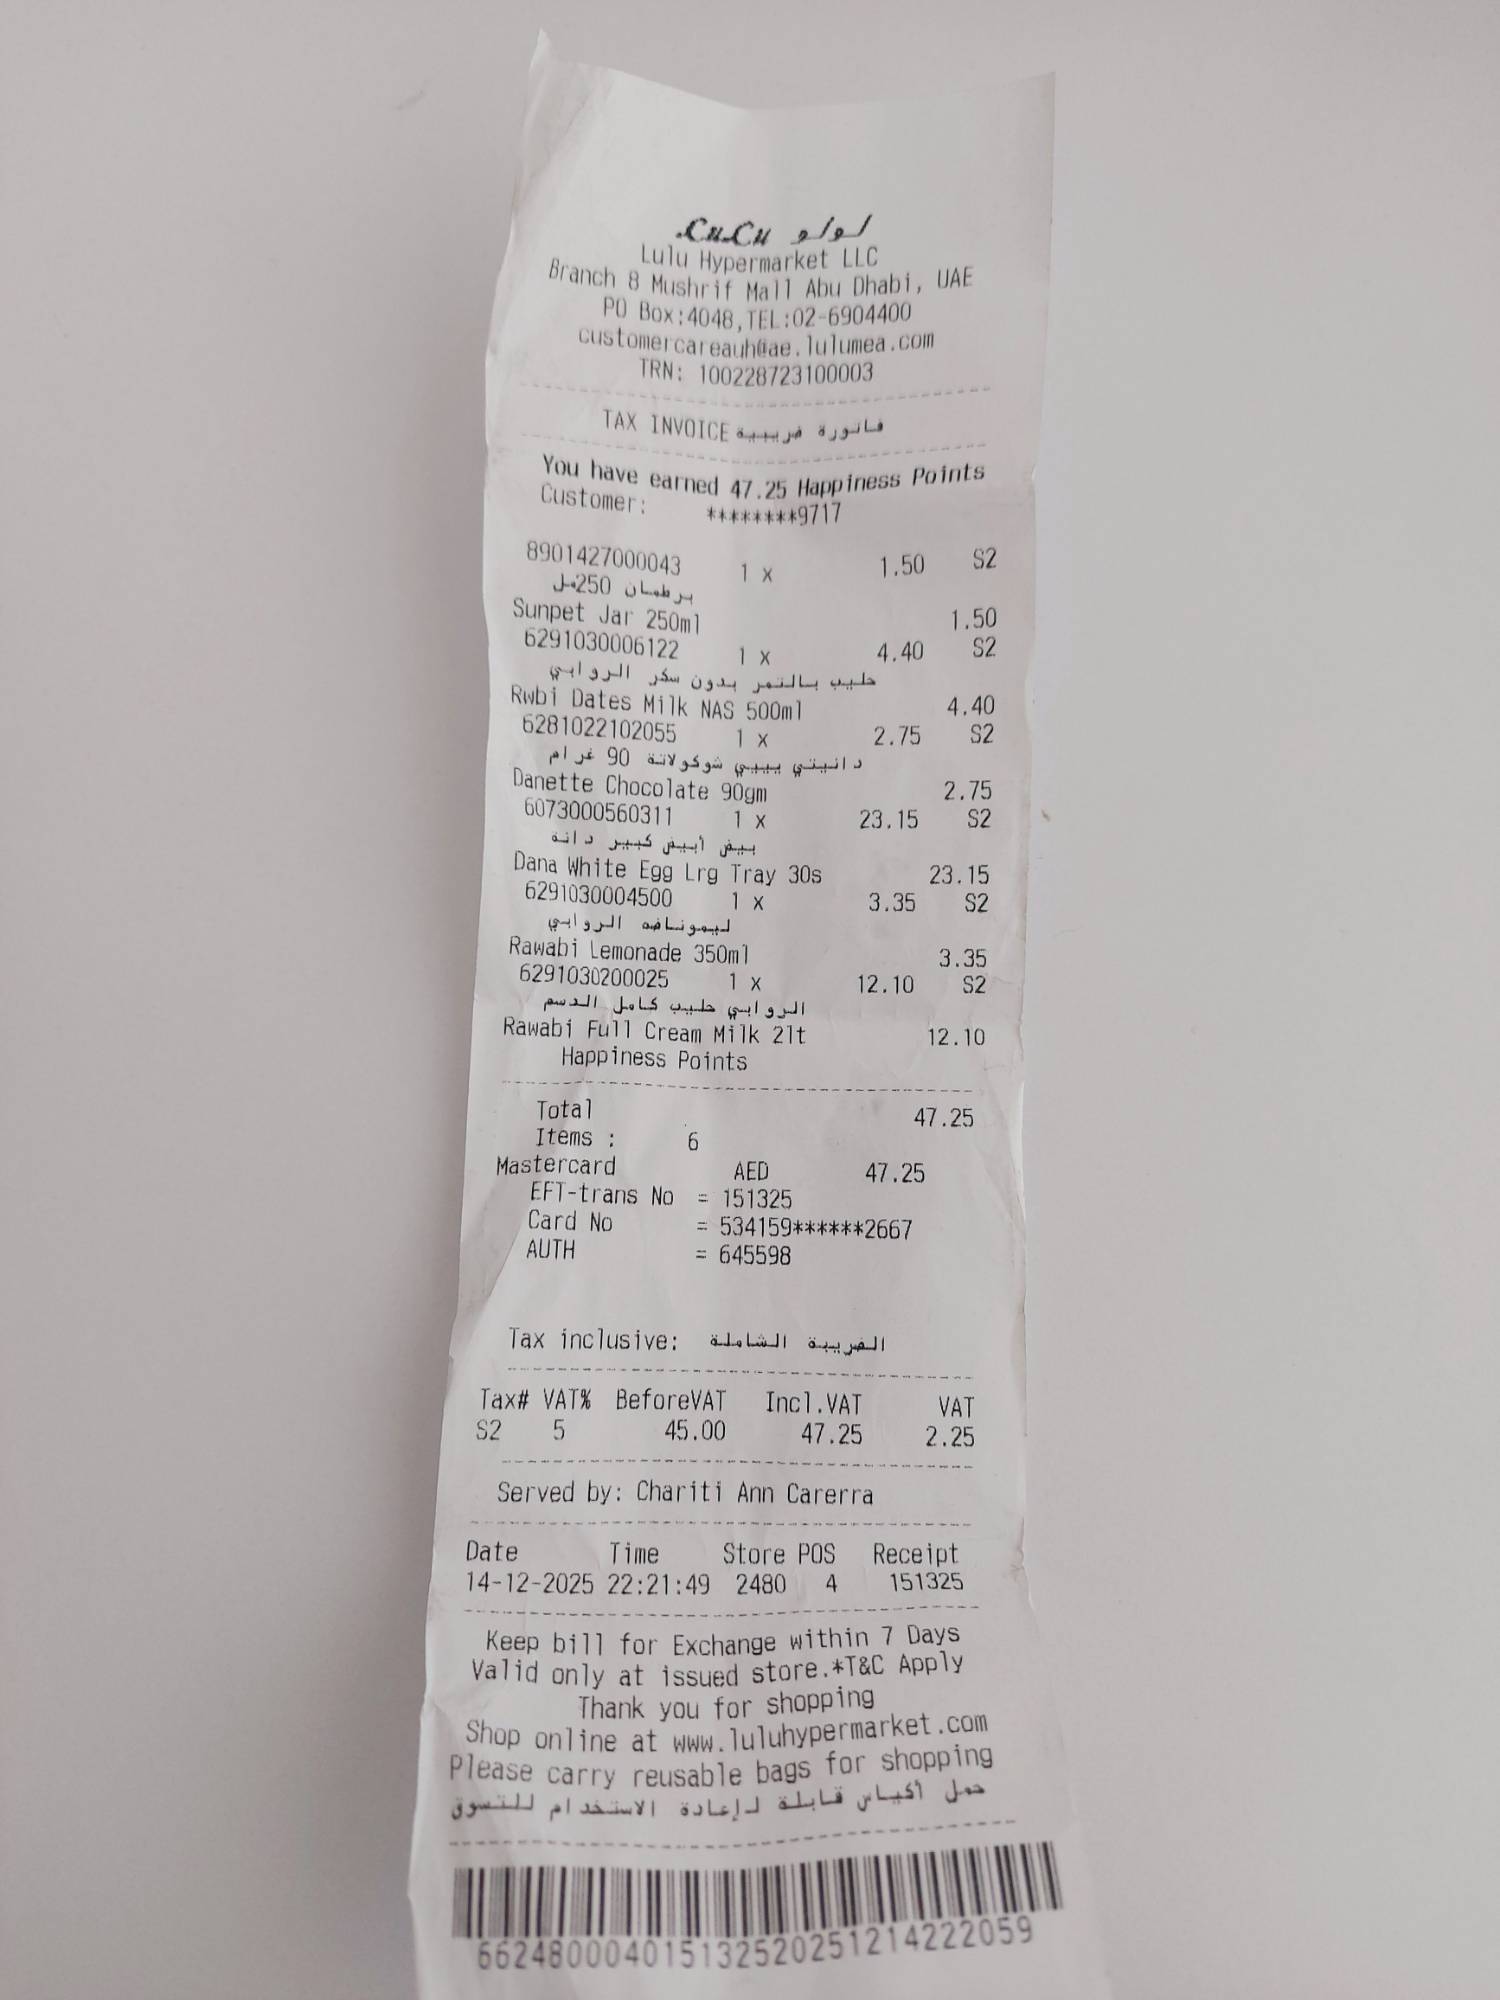 LuLu لولو
Lulu Hypermarket LLC
Branch 8 Mushrif Mall Abu Dhabi, UAE
PO Box:4048,TEL:02-6904400
customercareauh@ae.lulumea.com
TRN: 100228723100003
TAX INVOICE فاتورة ضريبية
You have earned 47.25 Happiness Points
Customer: ********9717
8901427000043 1 x 1.50 S2
برطمان 250مل
Sunpet Jar 250ml 1.50
6291030006122 1 x 4.40 S2
حليب بالتمر بدون سكر الروابي
Rwbi Dates Milk NAS 500ml 4.40
6281022102055 1 x 2.75 S2
دانيتي بيبي شوكولاتة 90 غرام
Danette Chocolate 90gm 2.75
6073000560311 1 x 23.15 S2
بيض أبيض كبير دانة
Dana White Egg Lrg Tray 30s 23.15
6291030004500 1 x 3.35 S2
ليموناضه الروابي
Rawabi Lemonade 350ml 3.35
6291030200025 1 x 12.10 S2
الروابي حليب كامل الدسم
Rawabi Full Cream Milk 2lt 12.10
Happiness Points
Total 47.25
Items : 6
Mastercard AED 47.25
EFT-trans No = 151325
Card No = 534159******2667
AUTH = 645598
Tax inclusive: الضريبة الشاملة
Tax# VAT% BeforeVAT Incl.VAT VAT
S2 5 45.00 47.25 2.25
Served by: Chariti Ann Carerra
Date Time Store POS Receipt
14-12-2025 22:21:49 2480 4 151325
Keep bill for Exchange within 7 Days
Valid only at issued store.*T&C Apply
Thank you for shopping
Shop online at www.luluhypermarket.com
Please carry reusable bags for shopping
حمل أكياس قابلة لإعادة الاستخدام للتسوق
662480004015132520251214222059